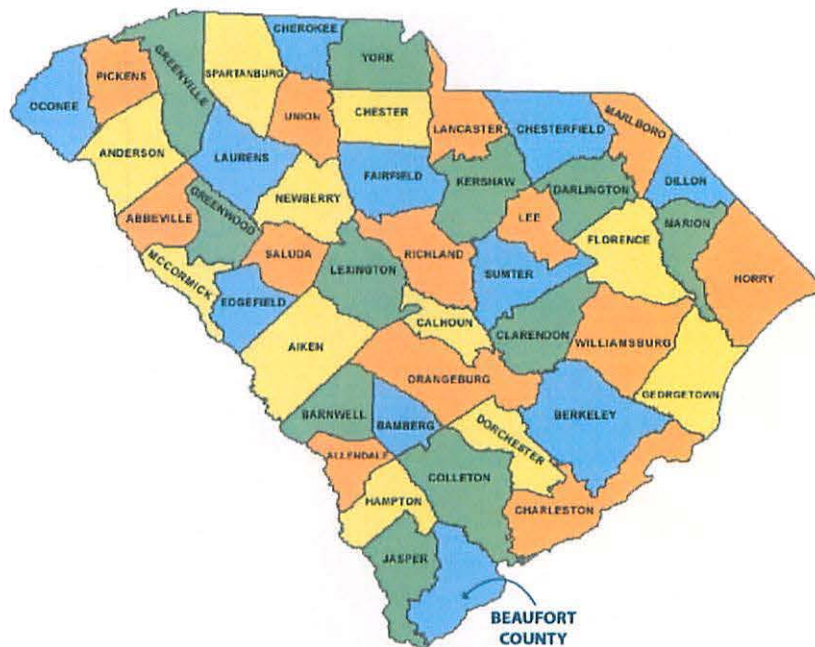 CHEROKEE
YORK
GREENVILLE
SPARTANBURG
PICKENS
OCONEE
UNION
CHESTER
LANCASTER
CHESTERFIELD
MARLBORO
ANDERSON
LAURENS
FAIRFIELD
KERSHAW
DARLINGTON
DILLON
NEWBERRY
ABBEVILLE
GREENWOOD
LEE
MARION
FLORENCE
SALUDA
LEXINGTON
RICHLAND
SUMTER
HORRY
MCCORMICK
EDGEFIELD
CALHOUN
CLARENDON
WILLIAMSBURG
AIKEN
ORANGEBURG
GEORGETOWN
BARNWELL
BAMBERG
DORCHESTER
BERKELEY
ALLENDALE
COLLETON
HAMPTON
CHARLESTON
JASPER
BEAUFORT
COUNTY